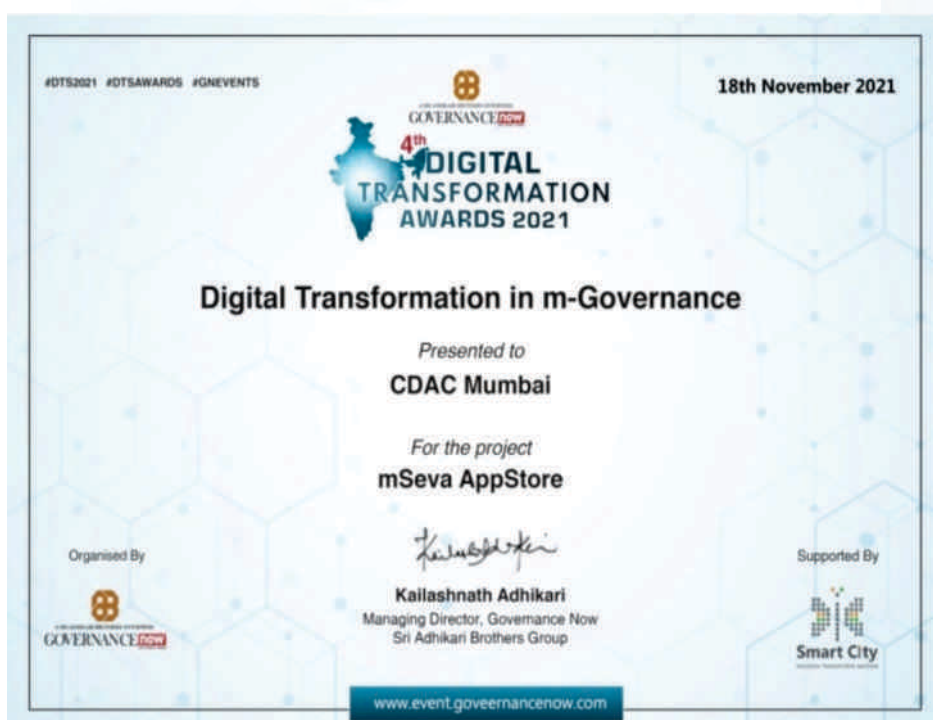 #DTS2021 #DTSAWARDS #GNEVENTS
18th November 2021
GOVERNANCE now
4th DIGITAL
TRANSFORMATION
AWARDS 2021
Digital Transformation in m-Governance
Presented to
CDAC Mumbai
For the project
mSeva AppStore
Organised By
GOVERNANCE now
Kailashnath Adhikari
Managing Director, Governance Now
Sri Adhikari Brothers Group
Supported By
Smart City
www.event.goveernancenow.com